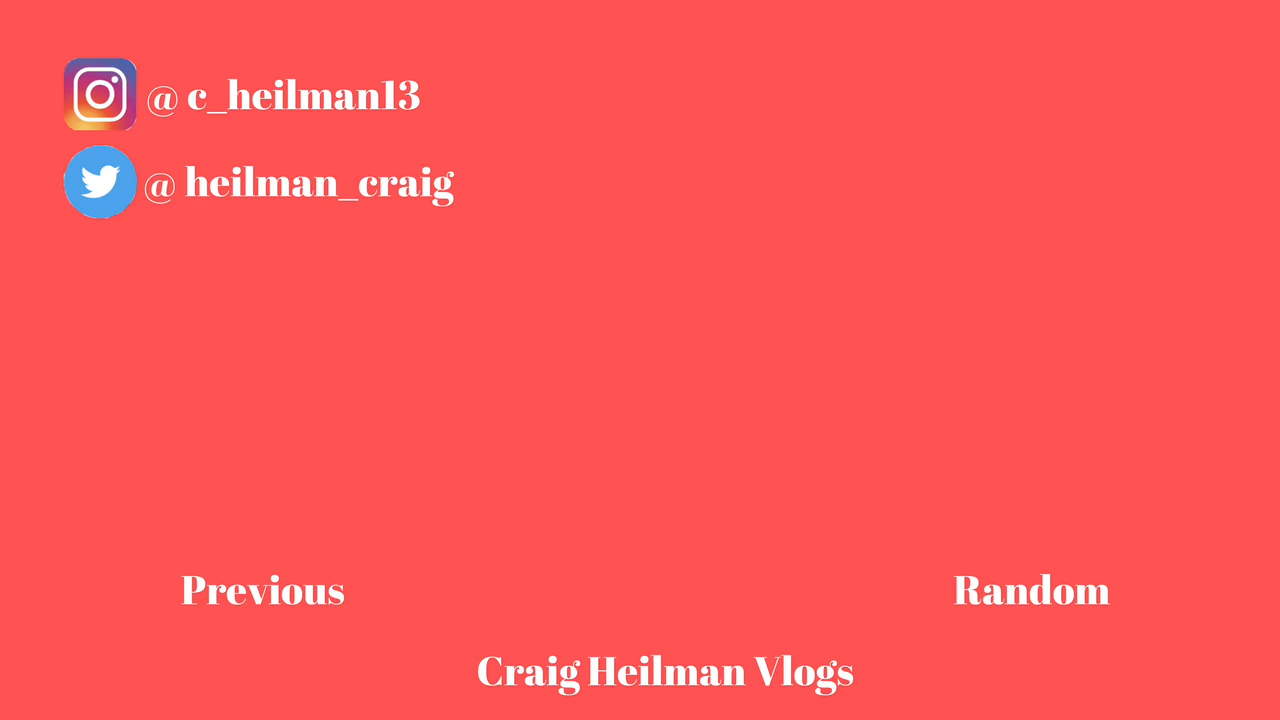 @ c_heilman13
@ heilman_craig
Previous
Random
Craig Heilman Vlogs